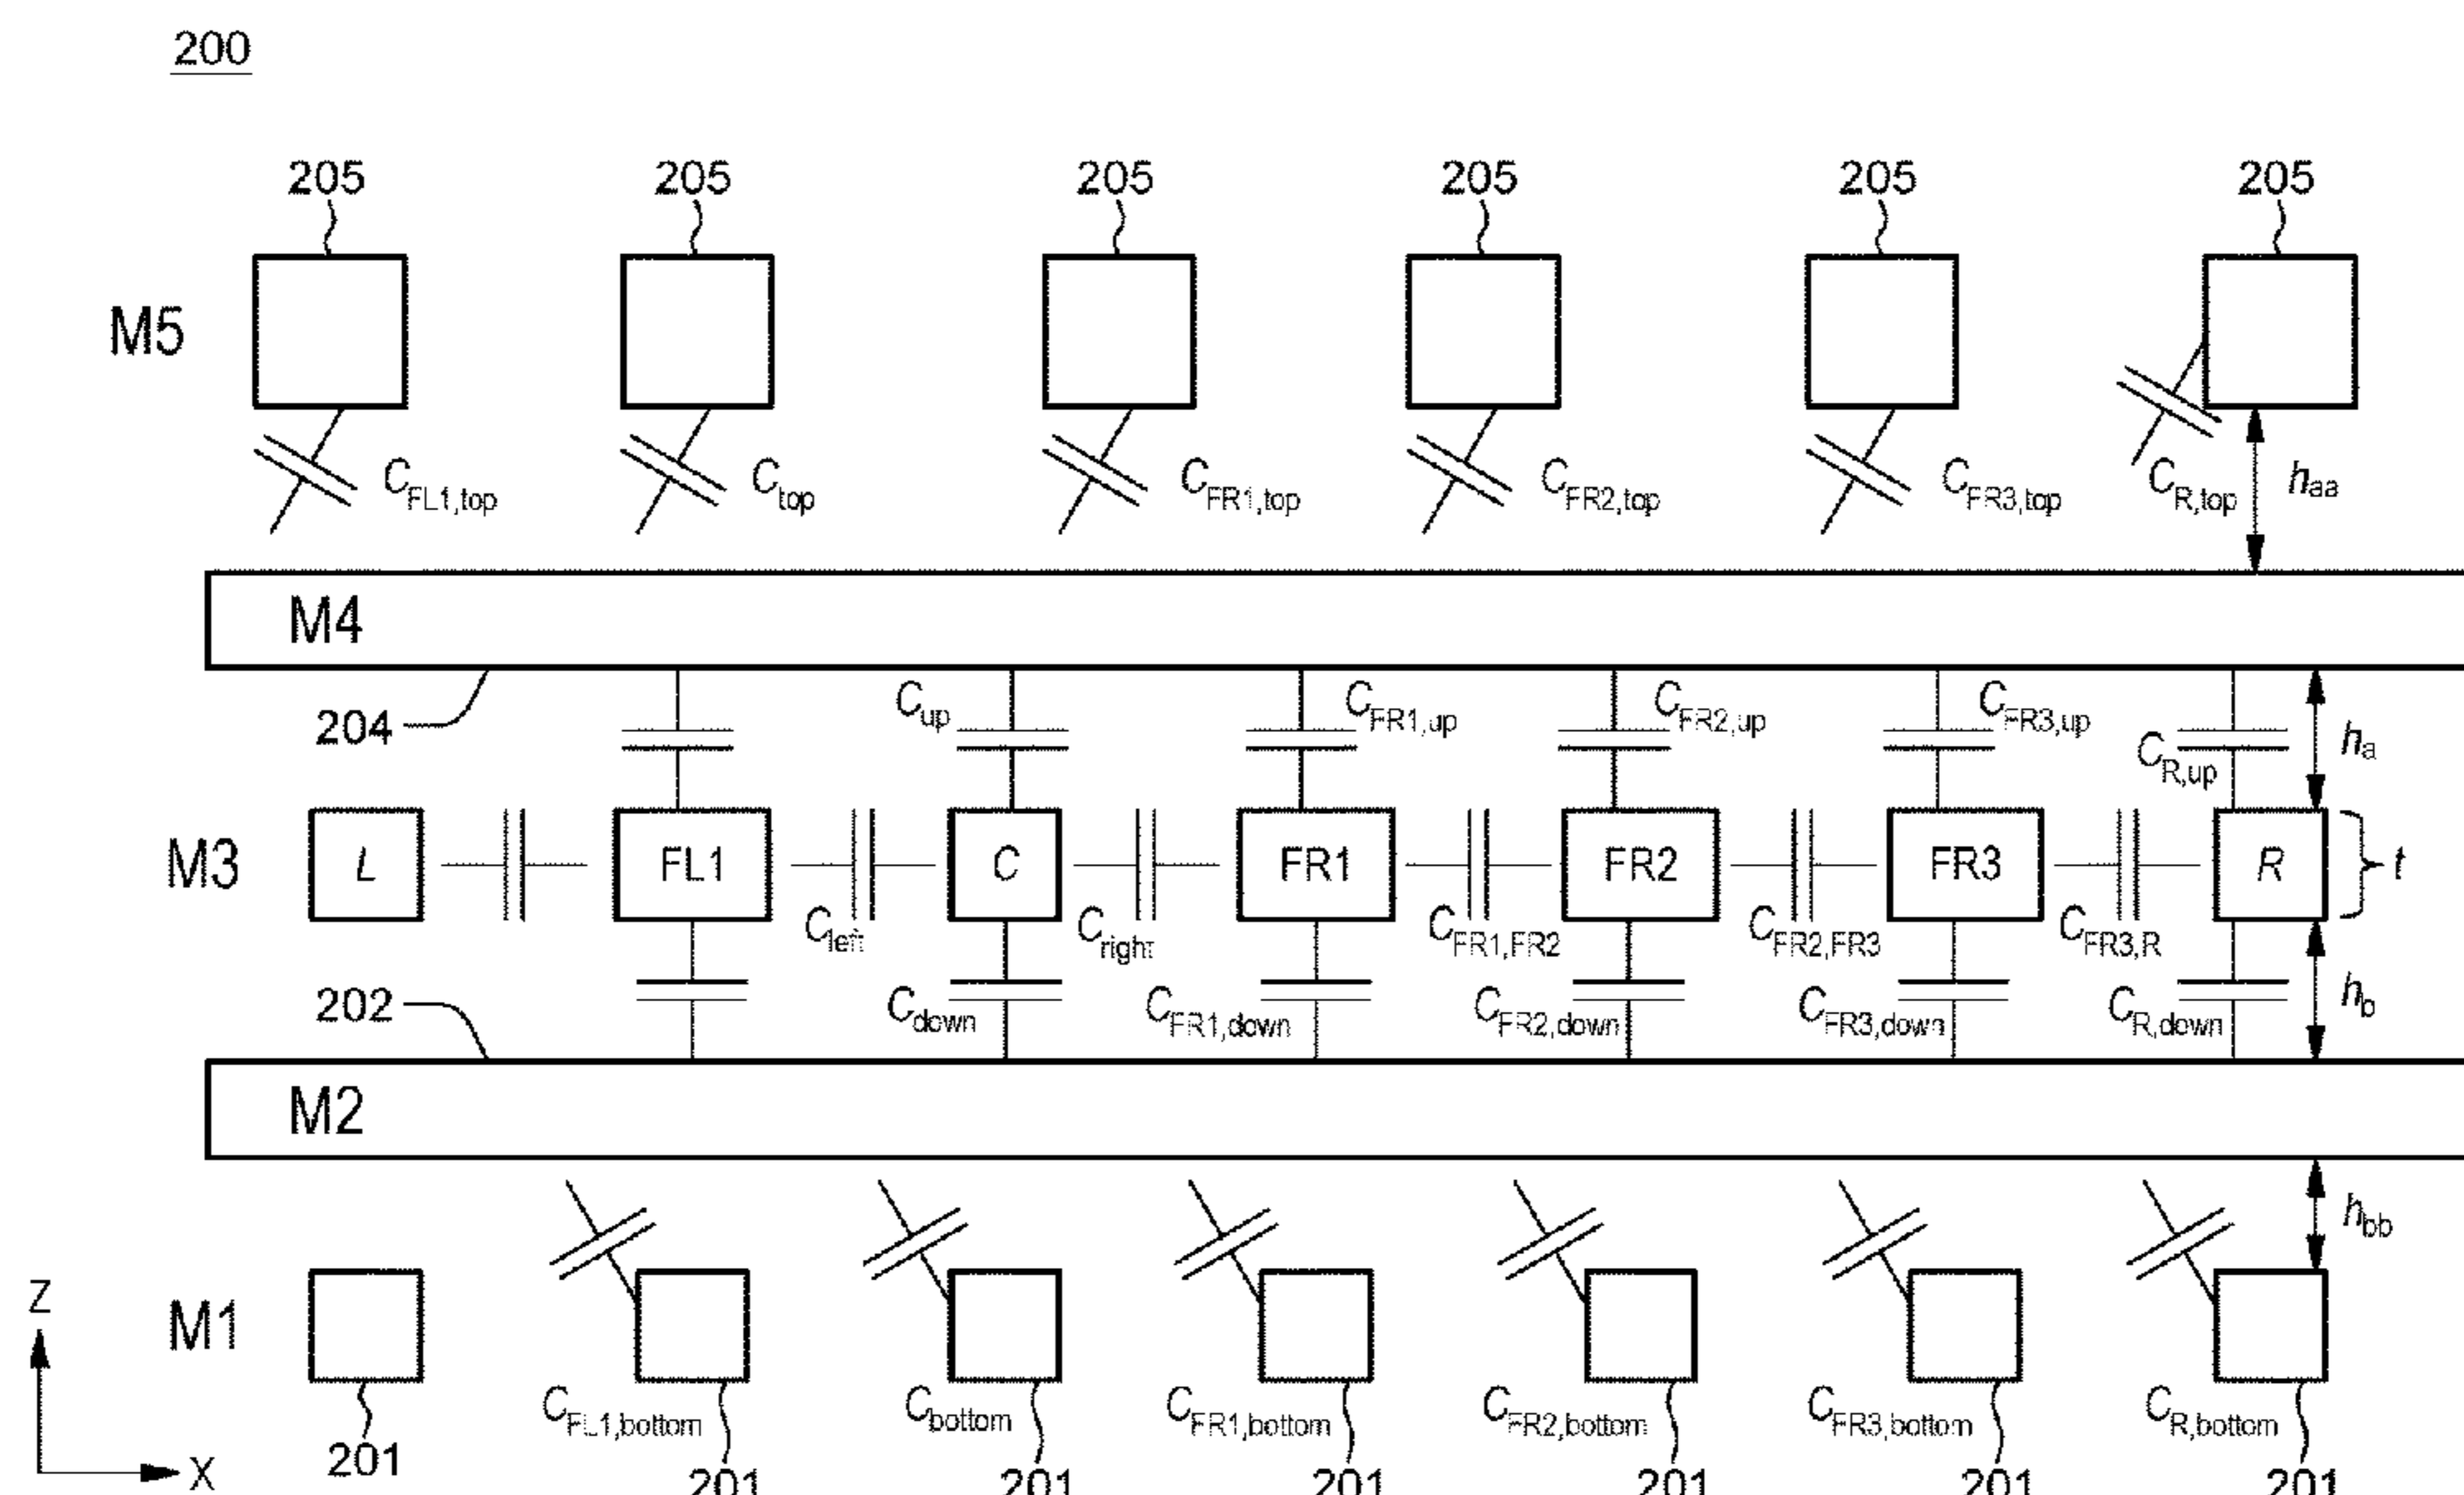 200
205 205 205 205 205 205
M5
CFL1,top Ctop CFR1,top CFR2,top CFR3,top CR,top haa
M4
204 Cup CFR1,up CFR2,up CFR3,up CR,up ha
M3 L FL1 C FR1 FR2 FR3 R t
Cleft Cright CFR1,FR2 CFR2,FR3 CFR3,R
202 Cdown CFR1,down CFR2,down CFR3,down CR,down hb
M2
hbb
Z M1
CFL1,bottom Cbottom CFR1,bottom CFR2,bottom CFR3,bottom CR,bottom
X 201 201 201 201 201 201 201